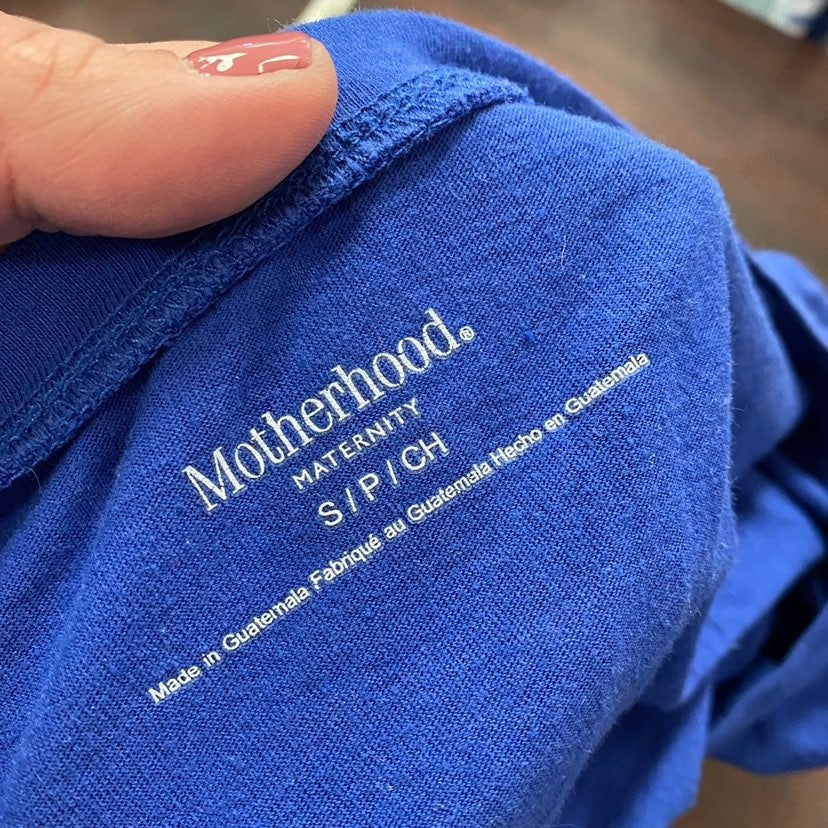 Motherhood®
MATERNITY
S / P / CH
Made in Guatemala Fabriqué au Guatemala Hecho en Guatemala